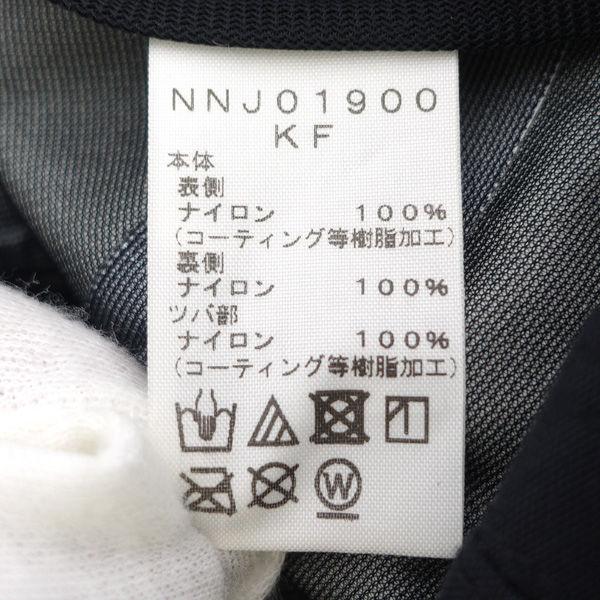 NNJ01900
KF
本体
表側
ナイロン 100%
(コーティング等樹脂加工)
裏側
ナイロン 100%
ツバ部
ナイロン 100%
(コーティング等樹脂加工)
W